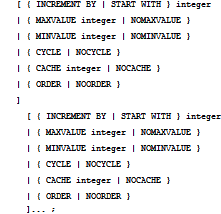 [ { INCREMENT BY | START WITH } integer
| { MAXVALUE integer | NOMAXVALUE }
| { MINVALUE integer | NOMINVALUE }
| { CYCLE | NOCYCLE }
| { CACHE integer | NOCACHE }
| { ORDER | NOORDER }
]
[ { INCREMENT BY | START WITH } integer
| { MAXVALUE integer | NOMAXVALUE }
| { MINVALUE integer | NOMINVALUE }
| { CYCLE | NOCYCLE }
| { CACHE integer | NOCACHE }
| { ORDER | NOORDER }
]... ;